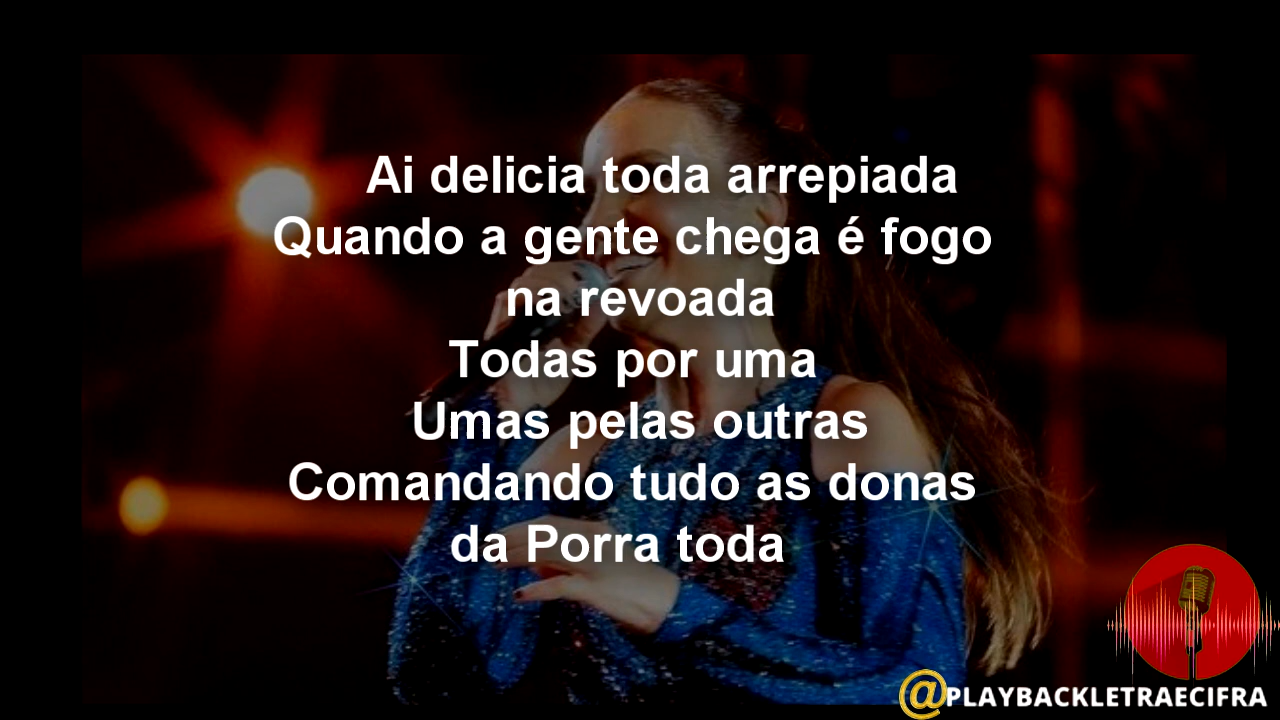 Ai delicia toda arrepiada
Quando a gente chega é fogo
na revoada
Todas por uma
Umas pelas outras
Comandando tudo as donas
da Porra toda
@PLAYBACKLETRAECIFRA